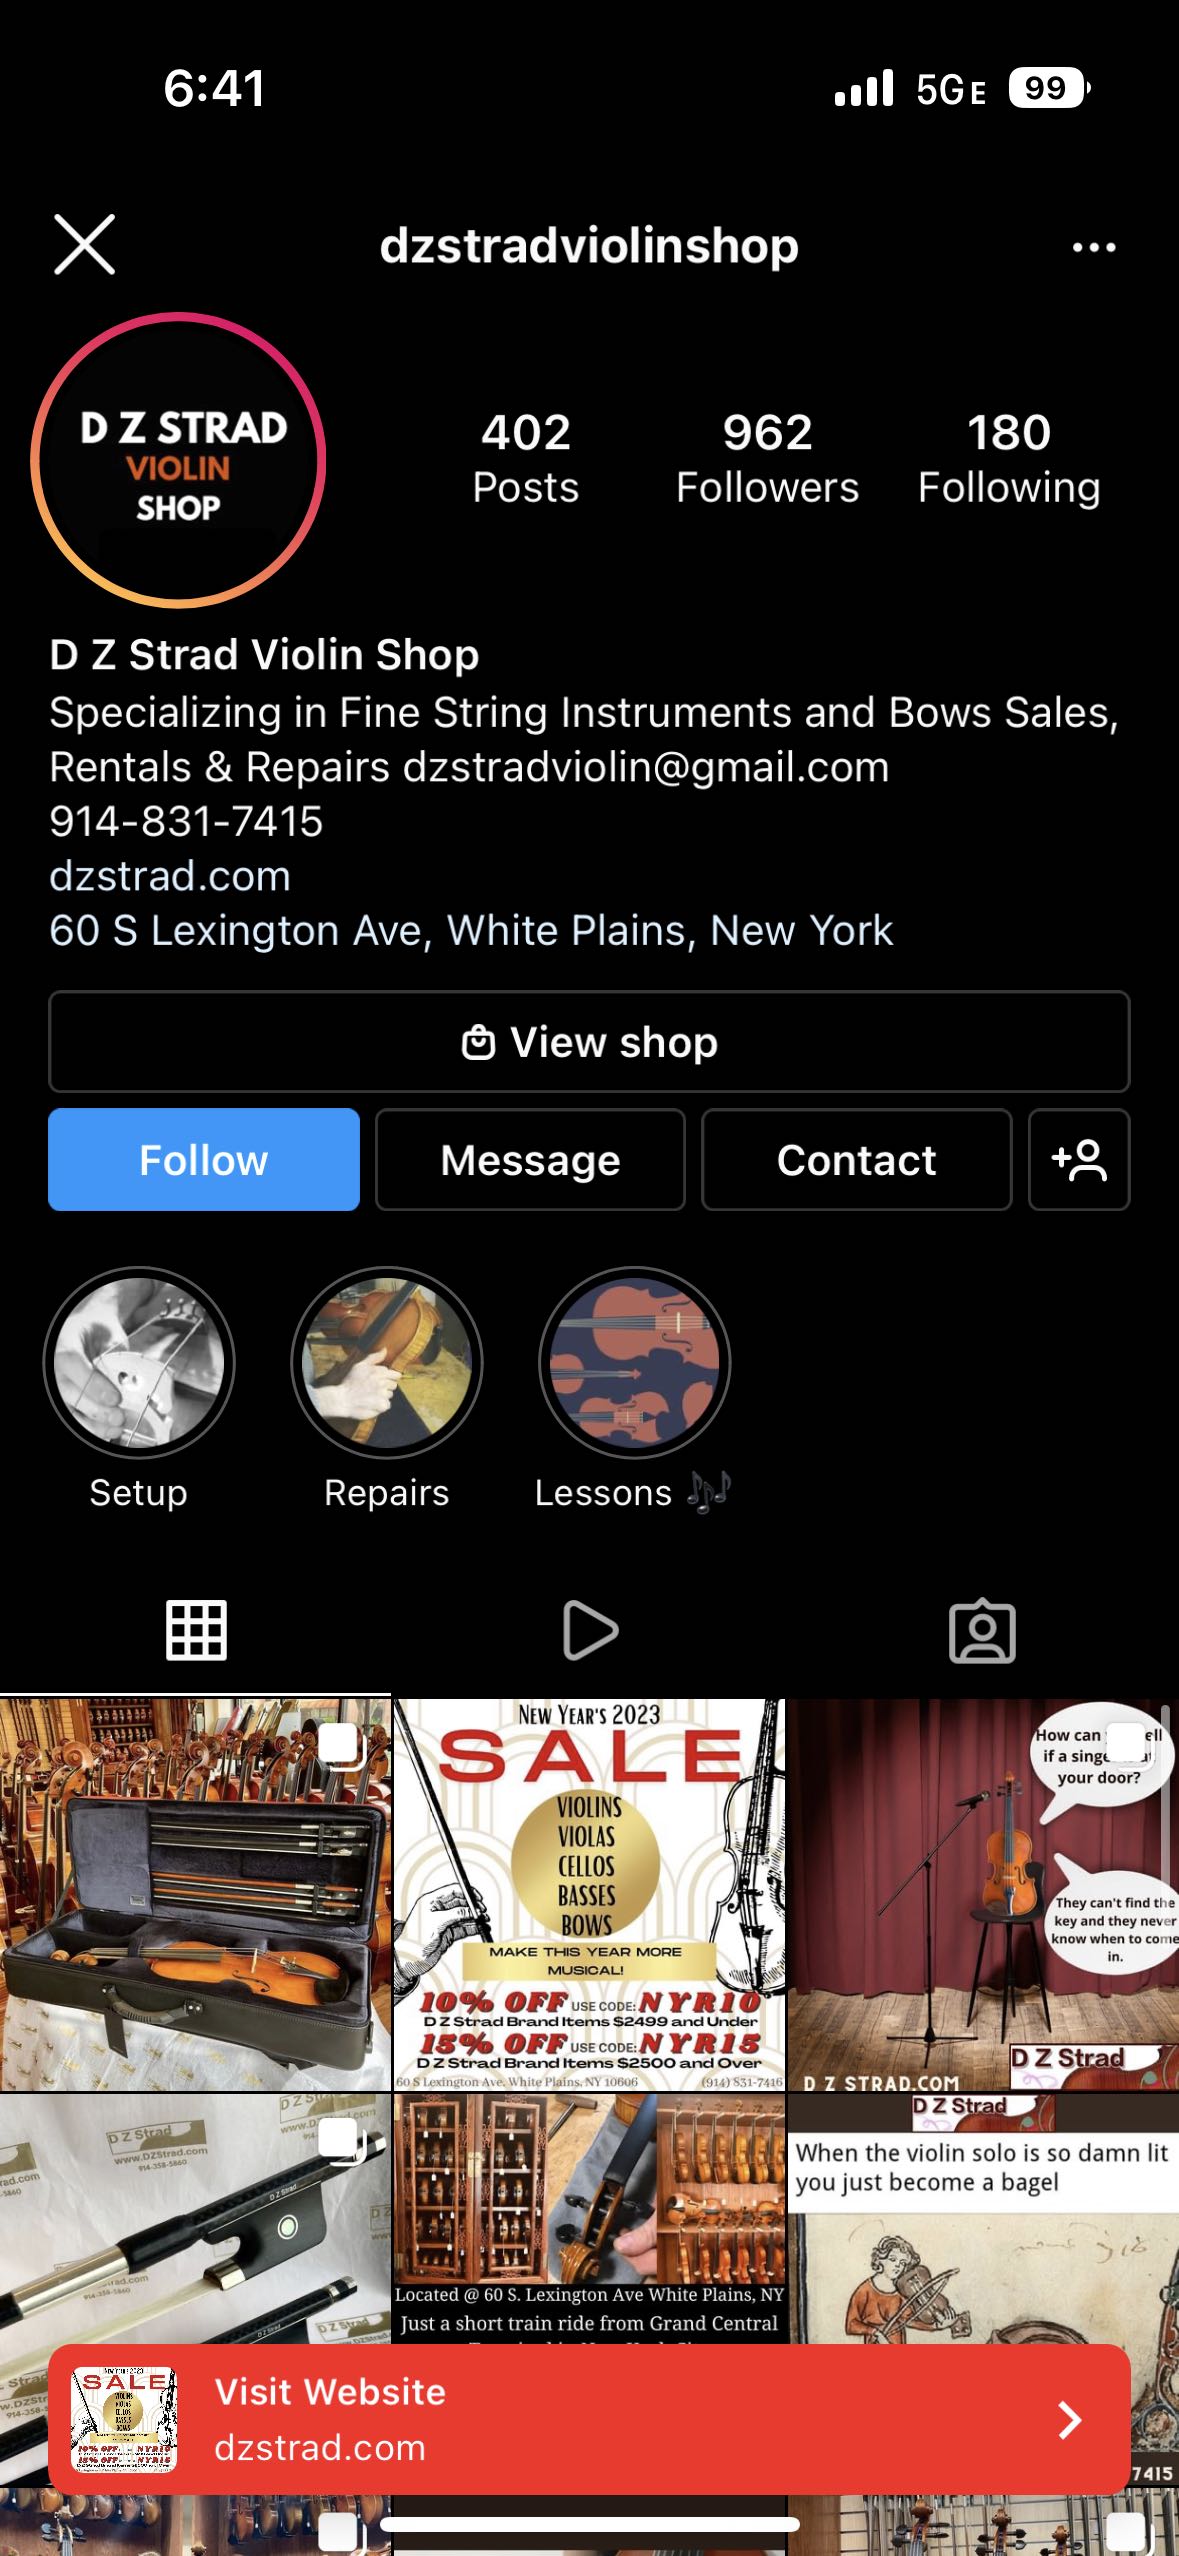 6:41
5GE 99
dzstradviolinshop
D Z STRAD
VIOLIN
SHOP
402
Posts
962
Followers
180
Following
D Z Strad Violin Shop
Specializing in Fine String Instruments and Bows Sales,
Rentals & Repairs dzstradviolin@gmail.com
914-831-7415
dzstrad.com
60 S Lexington Ave, White Plains, New York
View shop
Follow
Message
Contact
Setup
Repairs
Lessons 🎶
NEW YEAR'S 2023
SALE
VIOLINS
VIOLAS
CELLOS
BASSES
BOWS
MAKE THIS YEAR MORE
MUSICAL!
10% OFF USE CODE: NYR10
D Z Strad Brand Items $2499 and Under
15% OFF USE CODE: NYR15
D Z Strad Brand Items $2500 and Over
60 S Lexington Ave. White Plains, NY 10606 (914) 831-7416
How can
if a
your door?
They can't find the
key and they never
know when to come
in.
D Z Strad
D Z STRAD.COM
D Z Strad
www.DZStrad.com
914-358-5860
D Z Strad
Located @ 60 S. Lexington Ave White Plains, NY
Just a short train ride from Grand Central
D Z Strad
When the violin solo is so damn lit
you just become a bagel
7415
SALE
Visit Website
dzstrad.com